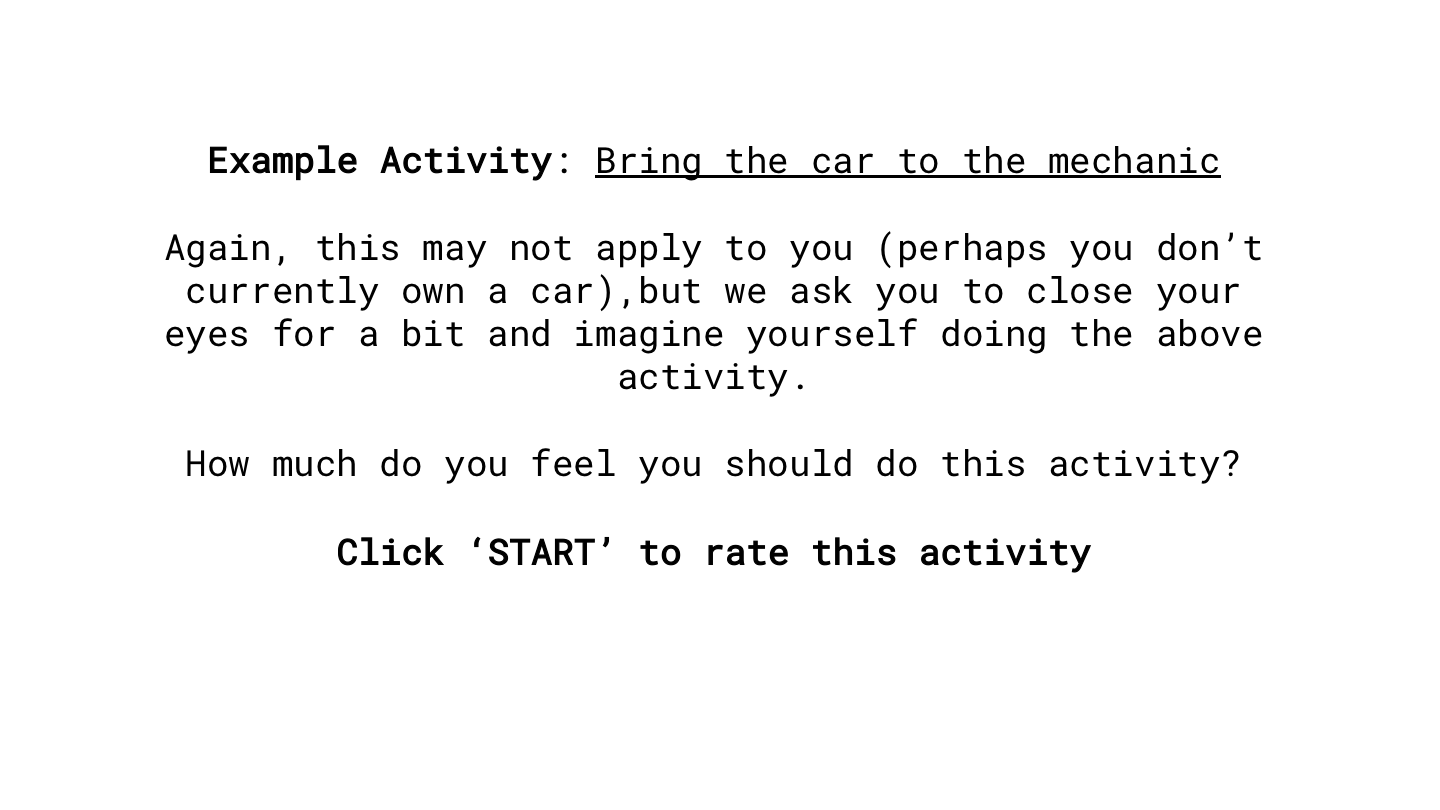 Example Activity: Bring the car to the mechanic
Again, this may not apply to you (perhaps you don’t
currently own a car),but we ask you to close your
eyes for a bit and imagine yourself doing the above
activity.
How much do you feel you should do this activity?
Click ‘START’ to rate this activity